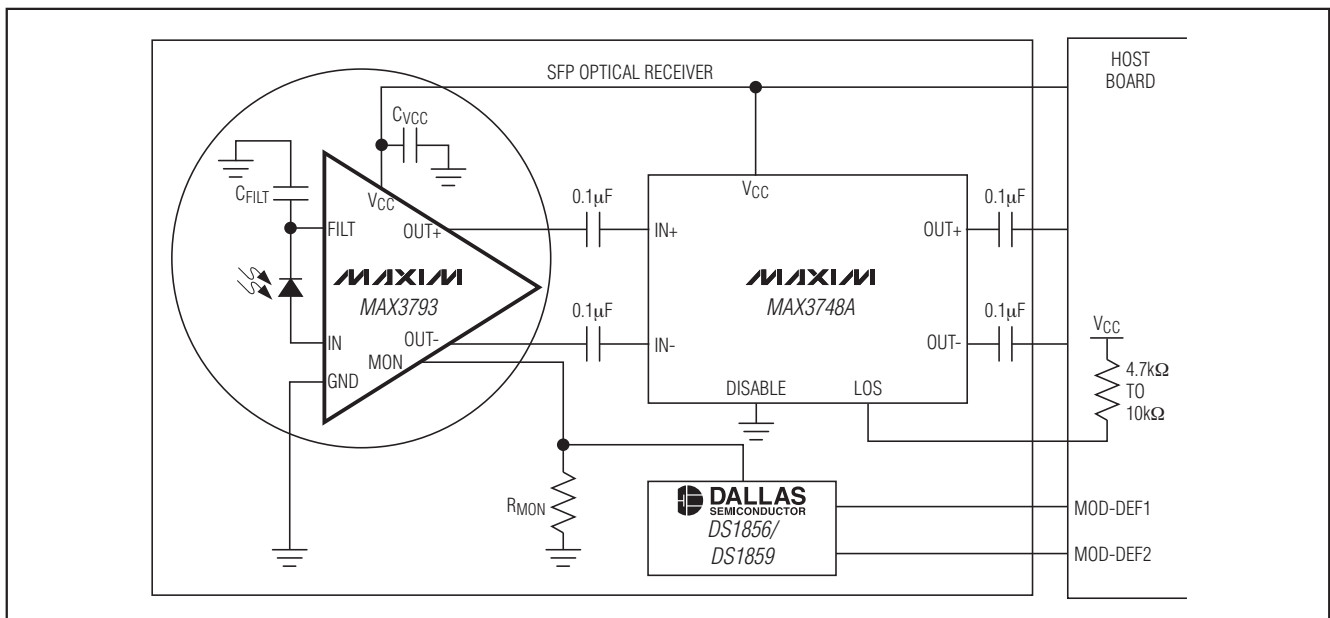 SFP OPTICAL RECEIVER
HOST
BOARD
CVCC
CFILT
VCC
FILT
OUT+
MAXIM
MAX3793
IN
OUT-
MON
GND
0.1µF
0.1µF
VCC
IN+
OUT+
MAXIM
MAX3748A
IN-
OUT-
DISABLE
LOS
0.1µF
0.1µF
VCC
4.7kΩ
TO
10kΩ
RMON
DALLAS
SEMICONDUCTOR
DS1856/
DS1859
MOD-DEF1
MOD-DEF2